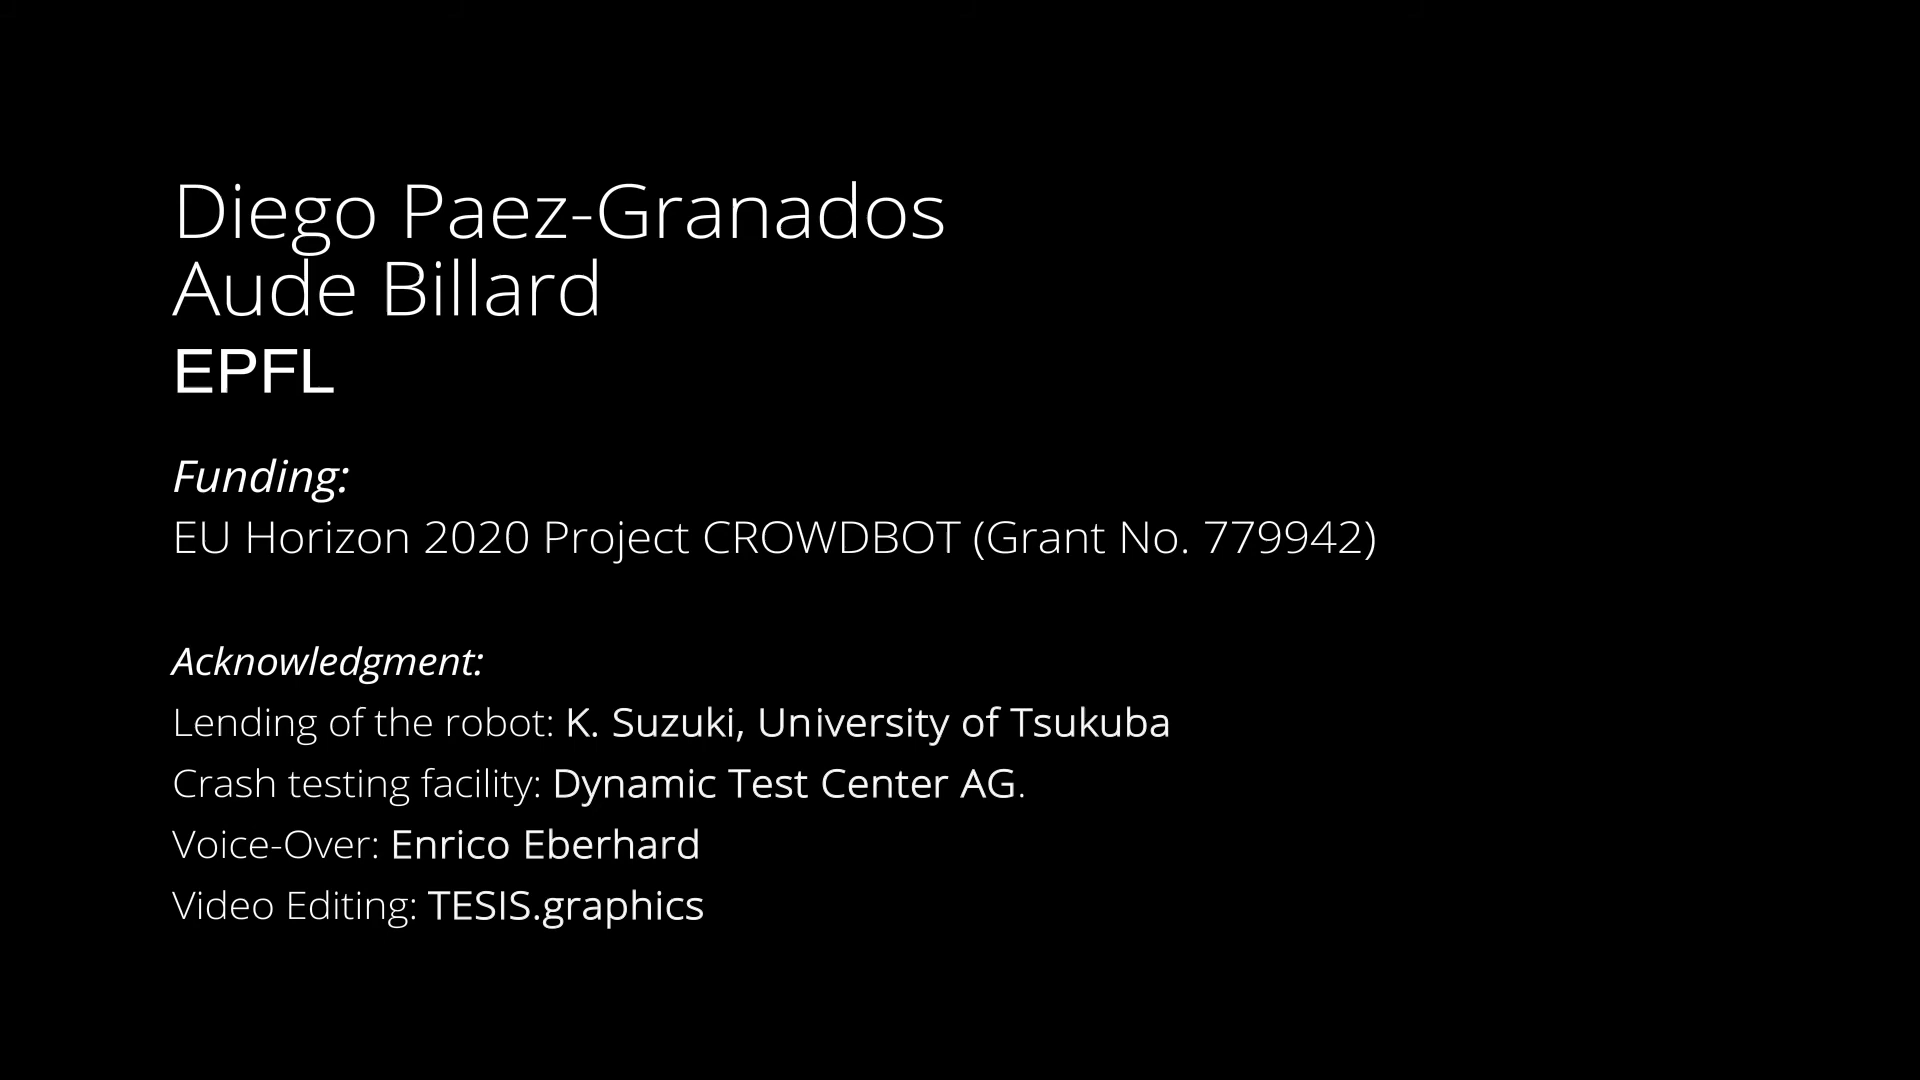 Diego Paez-Granados
Aude Billard
EPFL
Funding:
EU Horizon 2020 Project CROWDBOT (Grant No. 779942)
Acknowledgment:
Lending of the robot: K. Suzuki, University of Tsukuba
Crash testing facility: Dynamic Test Center AG.
Voice-Over: Enrico Eberhard
Video Editing: TESIS.graphics